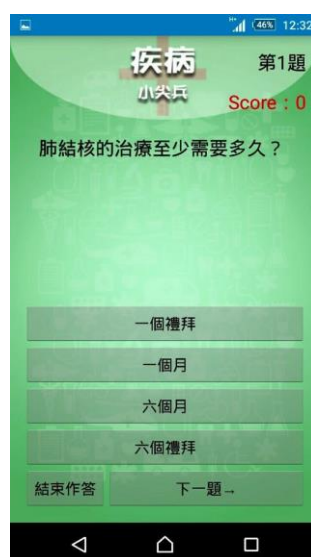 46% 12:32
疾病
第1題
小尖兵
Score : 0
肺結核的治療至少需要多久？
一個禮拜
一個月
六個月
六個禮拜
結束作答
下一題→